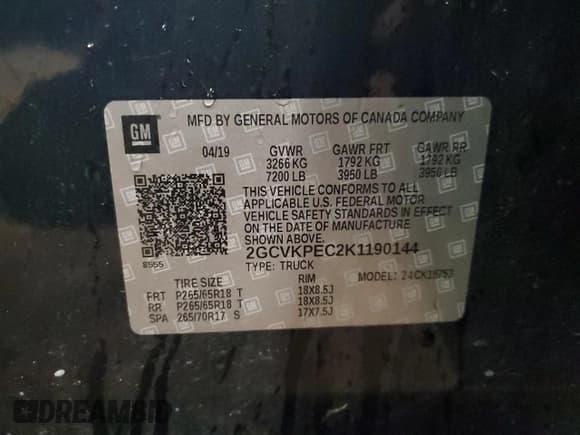 GM
MFD BY GENERAL MOTORS OF CANADA COMPANY
04/19 GVWR GAWR FRT GAWR RR
3266 KG 1792 KG 1792 KG
7200 LB 3950 LB 3950 LB
THIS VEHICLE CONFORMS TO ALL
APPLICABLE U.S. FEDERAL MOTOR
VEHICLE SAFETY STANDARDS IN EFFECT
ON THE DATE OF MANUFACTURE
SHOWN ABOVE.
8555
2GCVKPEC2K1190144
TYPE: TRUCK MODEL:
TIRE SIZE RIM
FRT P265/65R18 T 18X8.5J
RR P265/65R18 T 18X8.5J
SPA 265/70R17 S 17X7.5J
DREAMBID